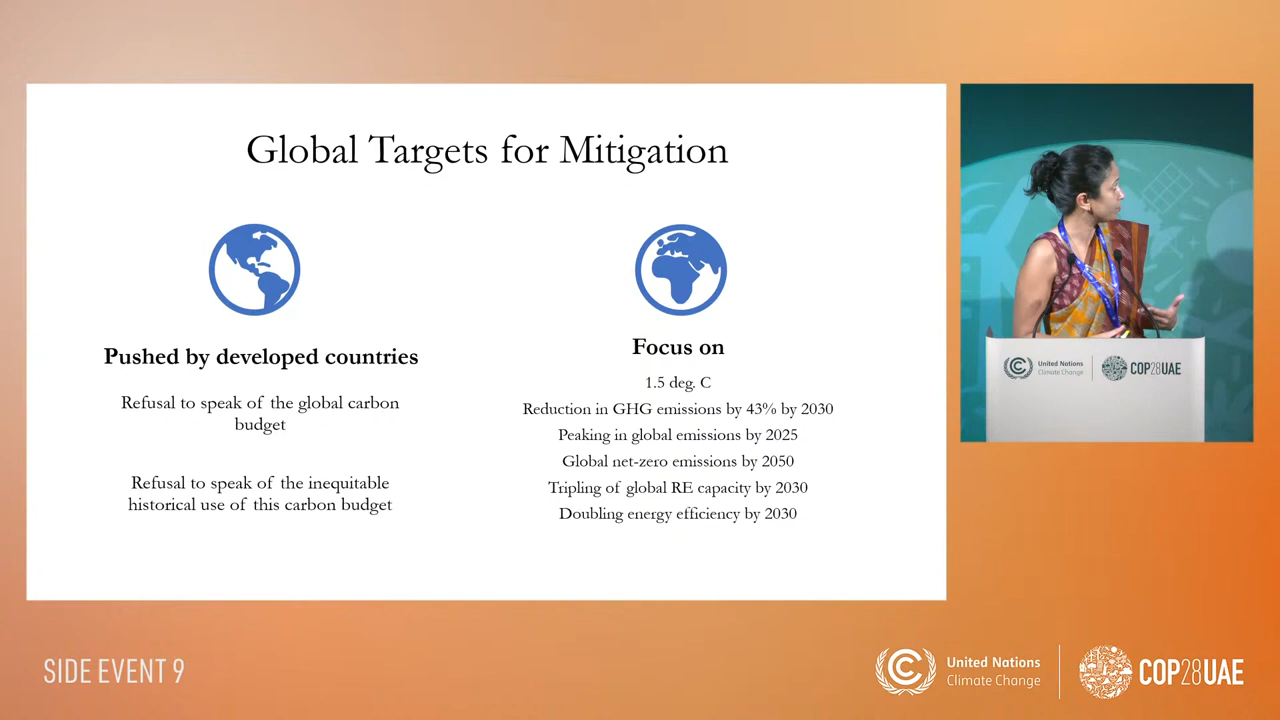 Global Targets for Mitigation
Pushed by developed countries
Refusal to speak of the global carbon
budget
Refusal to speak of the inequitable
historical use of this carbon budget
Focus on
1.5 deg. C
Reduction in GHG emissions by 43% by 2030
Peaking in global emissions by 2025
Global net-zero emissions by 2050
Tripling of global RE capacity by 2030
Doubling energy efficiency by 2030
United Nations
Climate Change
COP28UAE
SIDE EVENT 9
United Nations
Climate Change
COP28UAE